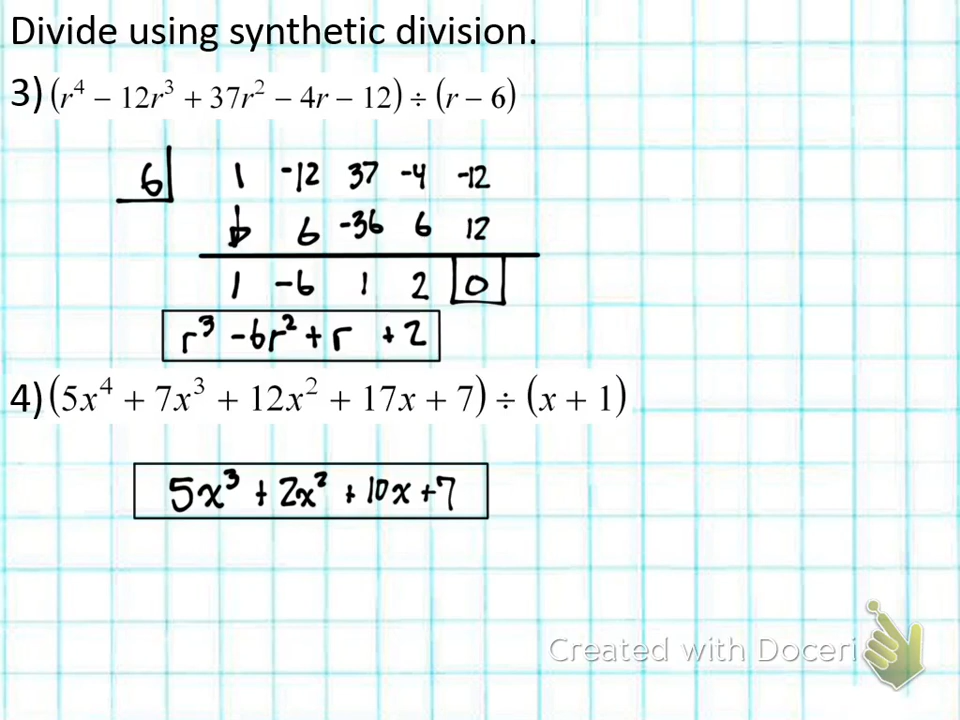 Divide using synthetic division.
3) (r⁴ − 12r³ + 37r² − 4r − 12) ÷ (r − 6)
6 1 -12 37 -4 -12
6 -36 6 12
1 -6 1 2 0
r³ -6r² + r + 2
4) (5x⁴ + 7x³ + 12x² + 17x + 7) ÷ (x + 1)
5x³ + 2x² + 10x + 7
Created with Doceri